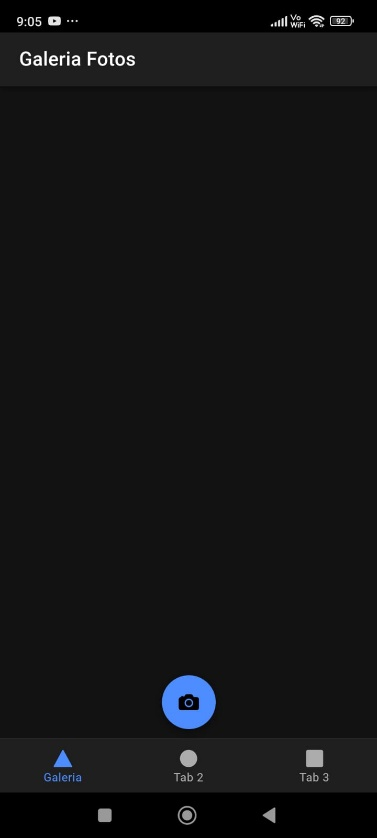 9:05
Vo
WiFi
92
Galeria Fotos
Galeria
Tab 2
Tab 3